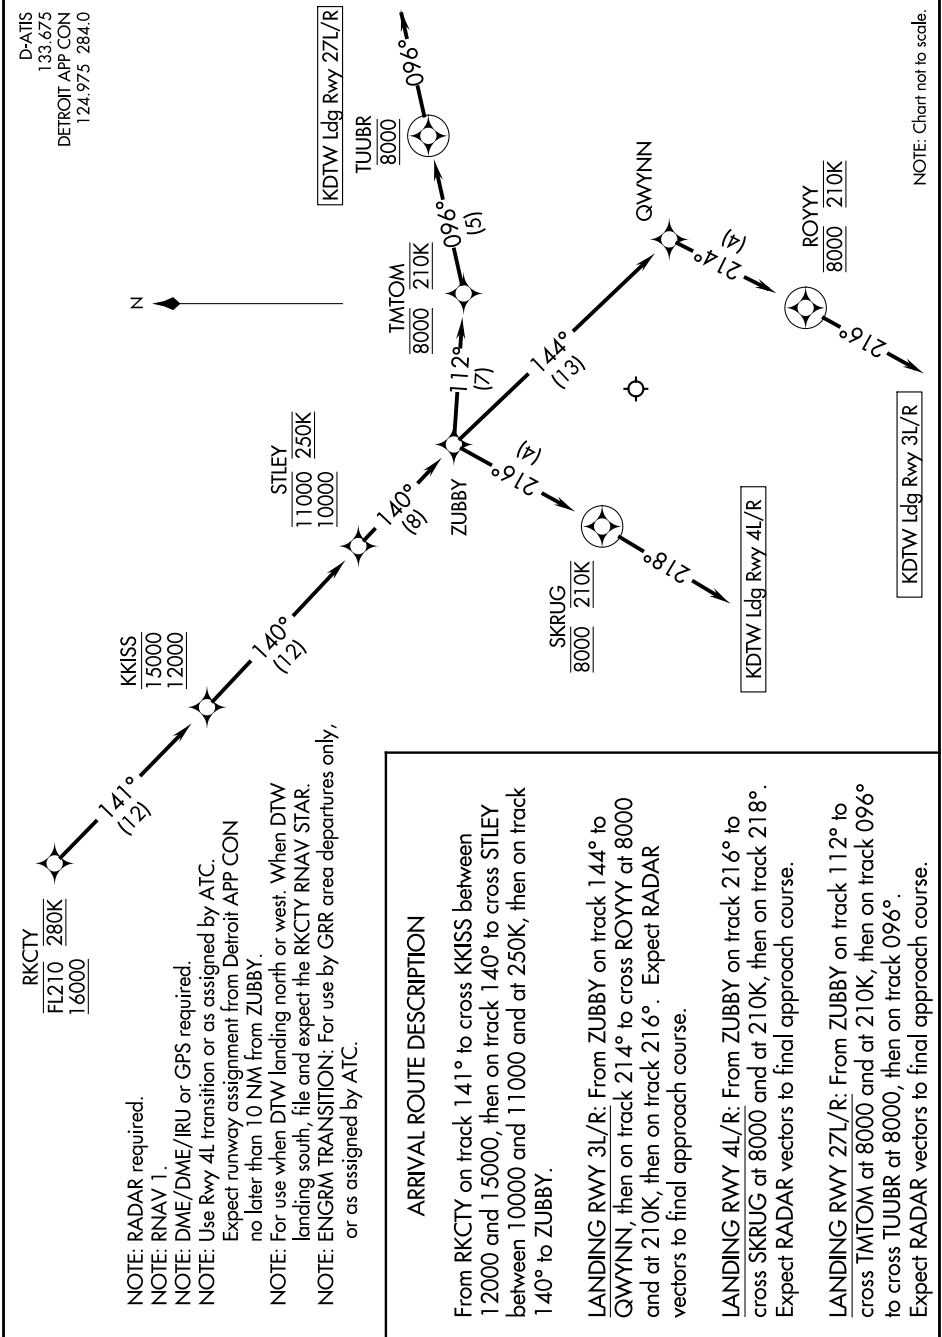 D-ATIS
133.675
DETROIT APP CON
124.975 284.0
RKCTY
FL210 280K
16000
141°
(12)
KKISS
15000
12000
140°
(12)
STLEY
11000 250K
10000
140°
(8)
ZUBBY
N
112°
(7)
TMTOM
8000 210K
096°
(5)
TUUBR
8000
096°
KDTW Ldg Rwy 27L/R
144°
(13)
QWYNN
214°
(4)
ROYYY
8000 210K
216°
KDTW Ldg Rwy 3L/R
216°
(4)
SKRUG
8000 210K
218°
KDTW Ldg Rwy 4L/R
NOTE: Chart not to scale.
NOTE: RADAR required.
NOTE: RNAV 1.
NOTE: DME/DME/IRU or GPS required.
NOTE: Use Rwy 4L transition or as assigned by ATC.
Expect runway assignment from Detroit APP CON
no later than 10 NM from ZUBBY.
NOTE: For use when DTW landing north or west. When DTW
landing south, file and expect the RKCTY RNAV STAR.
NOTE: ENGRM TRANSITION: For use by GRR area departures only,
or as assigned by ATC.
ARRIVAL ROUTE DESCRIPTION
From RKCTY on track 141° to cross KKISS between
12000 and 15000, then on track 140° to cross STLEY
between 10000 and 11000 and at 250K, then on track
140° to ZUBBY.
LANDING RWY 3L/R: From ZUBBY on track 144° to
QWYNN, then on track 214° to cross ROYYY at 8000
and at 210K, then on track 216°. Expect RADAR
vectors to final approach course.
LANDING RWY 4L/R: From ZUBBY on track 216° to
cross SKRUG at 8000 and at 210K, then on track 218°.
Expect RADAR vectors to final approach course.
LANDING RWY 27L/R: From ZUBBY on track 112° to
cross TMTOM at 8000 and at 210K, then on track 096°
to cross TUUBR at 8000, then on track 096°.
Expect RADAR vectors to final approach course.